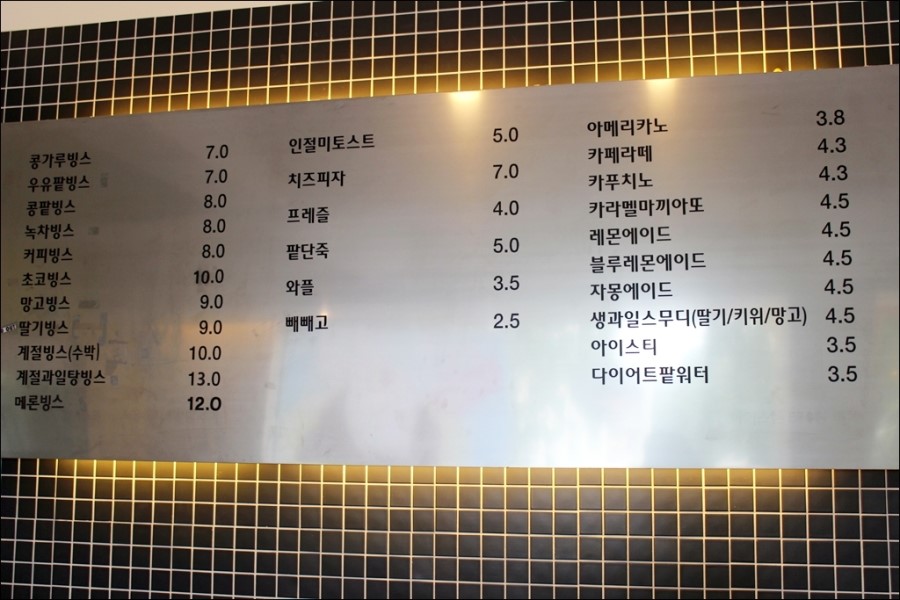 콩가루빙스 7.0
우유팥빙스 7.0
콩팥빙스 8.0
녹차빙스 8.0
커피빙스 8.0
초코빙스 10.0
망고빙스 9.0
딸기빙스 9.0
계절빙스(수박) 10.0
계절과일탕빙스 13.0
메론빙스 12.0
인절미토스트 5.0
치즈피자 7.0
프레즐 4.0
팥단죽 5.0
와플 3.5
빼빼고 2.5
아메리카노 3.8
카페라떼 4.3
카푸치노 4.3
카라멜마끼아또 4.5
레몬에이드 4.5
블루레몬에이드 4.5
자몽에이드 4.5
생과일스무디(딸기/키위/망고) 4.5
아이스티 3.5
다이어트팥워터 3.5